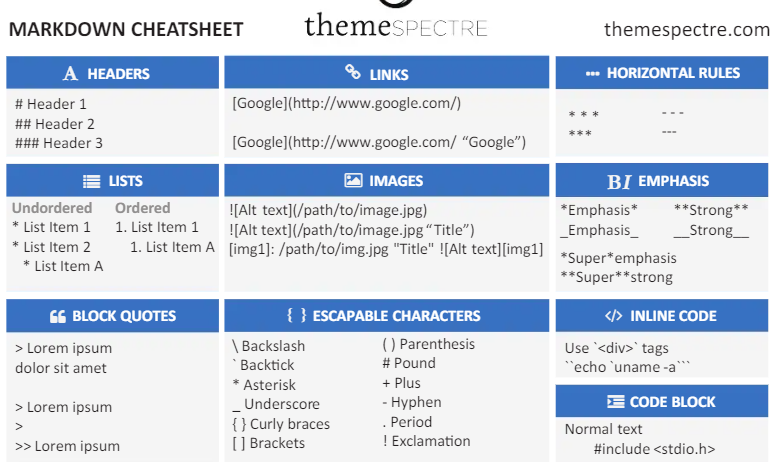 MARKDOWN CHEATSHEET
themeSPECTRE
themespectre.com
A HEADERS
# Header 1
## Header 2
### Header 3
LINKS
[Google](http://www.google.com/)
[Google](http://www.google.com/ “Google”)
••• HORIZONTAL RULES
* * *
- - -
***
---
LISTS
Undordered
Ordered
* List Item 1
1. List Item 1
* List Item 2
1. List Item A
* List Item A
IMAGES
![Alt text](/path/to/image.jpg)
![Alt text](/path/to/image.jpg “Title”)
[img1]: /path/to/img.jpg "Title" ![Alt text][img1]
BI EMPHASIS
*Emphasis*
**Strong**
_Emphasis_
__Strong__
*Super*emphasis
**Super**strong
BLOCK QUOTES
> Lorem ipsum
dolor sit amet
> Lorem ipsum
>
>> Lorem ipsum
{ } ESCAPABLE CHARACTERS
\ Backslash
` Backtick
* Asterisk
_ Underscore
{ } Curly braces
[ ] Brackets
( ) Parenthesis
# Pound
+ Plus
- Hyphen
. Period
! Exclamation
</> INLINE CODE
Use `<div>` tags
``echo `uname -a```
CODE BLOCK
Normal text
#include <stdio.h>